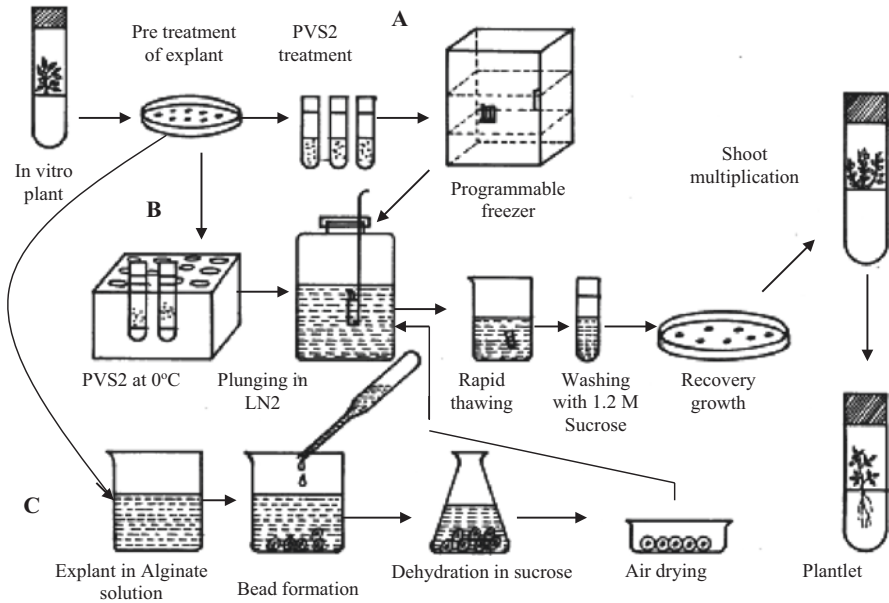 Pre treatment
of explant
PVS2
treatment
A
In vitro
plant
Programmable
freezer
Shoot
multiplication
B
PVS2 at 0ºC
Plunging in
LN2
Rapid
thawing
Washing
with 1.2 M
Sucrose
Recovery
growth
C
Explant in Alginate
solution
Bead formation
Dehydration in sucrose
Air drying
Plantlet